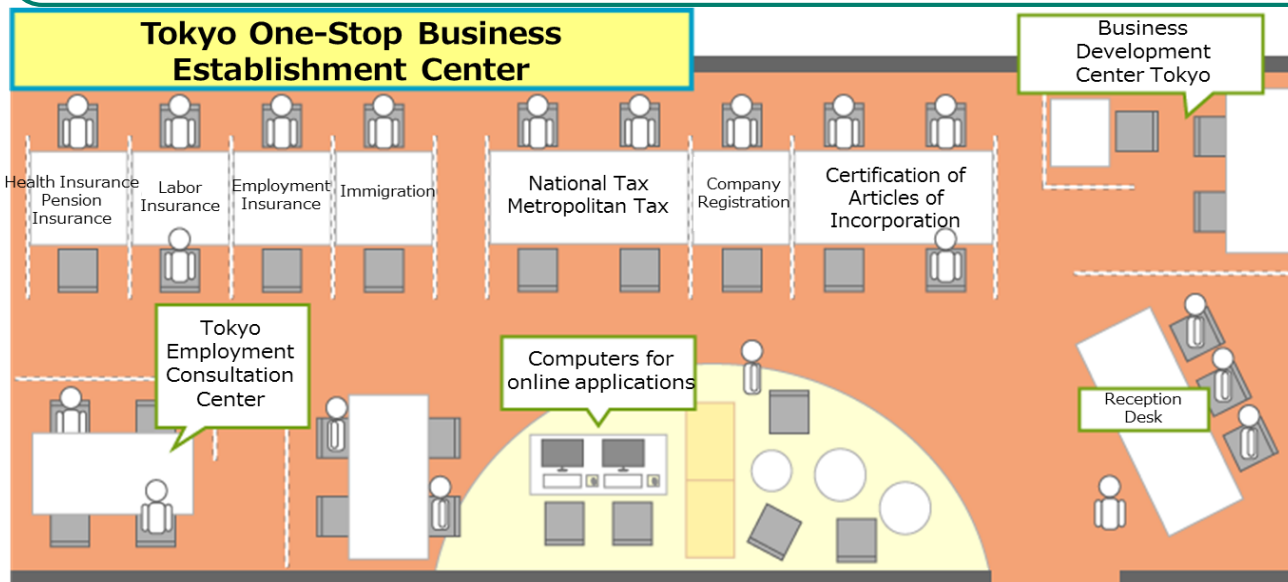 Tokyo One-Stop Business
Establishment Center
Business
Development
Center Tokyo
Health Insurance
Pension
Insurance
Labor
Insurance
Employment
Insurance
Immigration
National Tax
Metropolitan Tax
Company
Registration
Certification of
Articles of
Incorporation
Tokyo
Employment
Consultation
Center
Computers for
online applications
Reception
Desk